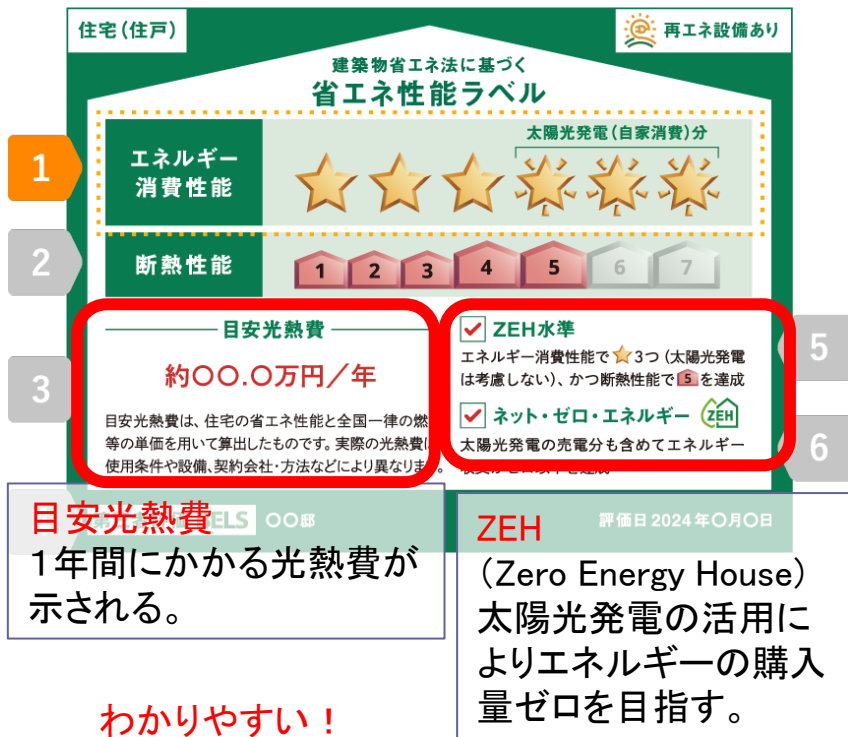 住宅(住戸)
再エネ設備あり
建築物省エネ法に基づく
省エネ性能ラベル
太陽光発電(自家消費)分
1
エネルギー
消費性能
2
断熱性能
1 2 3 4 5 6 7
3
目安光熱費
約〇〇.〇万円/年
目安光熱費は、住宅の省エネ性能と全国一律の燃
等の単価を用いて算出したものです。実際の光熱費
使用条件や設備、契約会社・方法などにより異なります。
ZEH水準
エネルギー消費性能で3つ(太陽光発電
は考慮しない)、かつ断熱性能で5を達成
ネット・ゼロ・エネルギー ZEH
太陽光発電の売電分も含めてエネルギー
5
6
ELS 〇〇邸
評価日 2024年〇月〇日
目安光熱費
1年間にかかる光熱費が
示される。
わかりやすい!
ZEH
(Zero Energy House)
太陽光発電の活用に
よりエネルギーの購入
量ゼロを目指す。